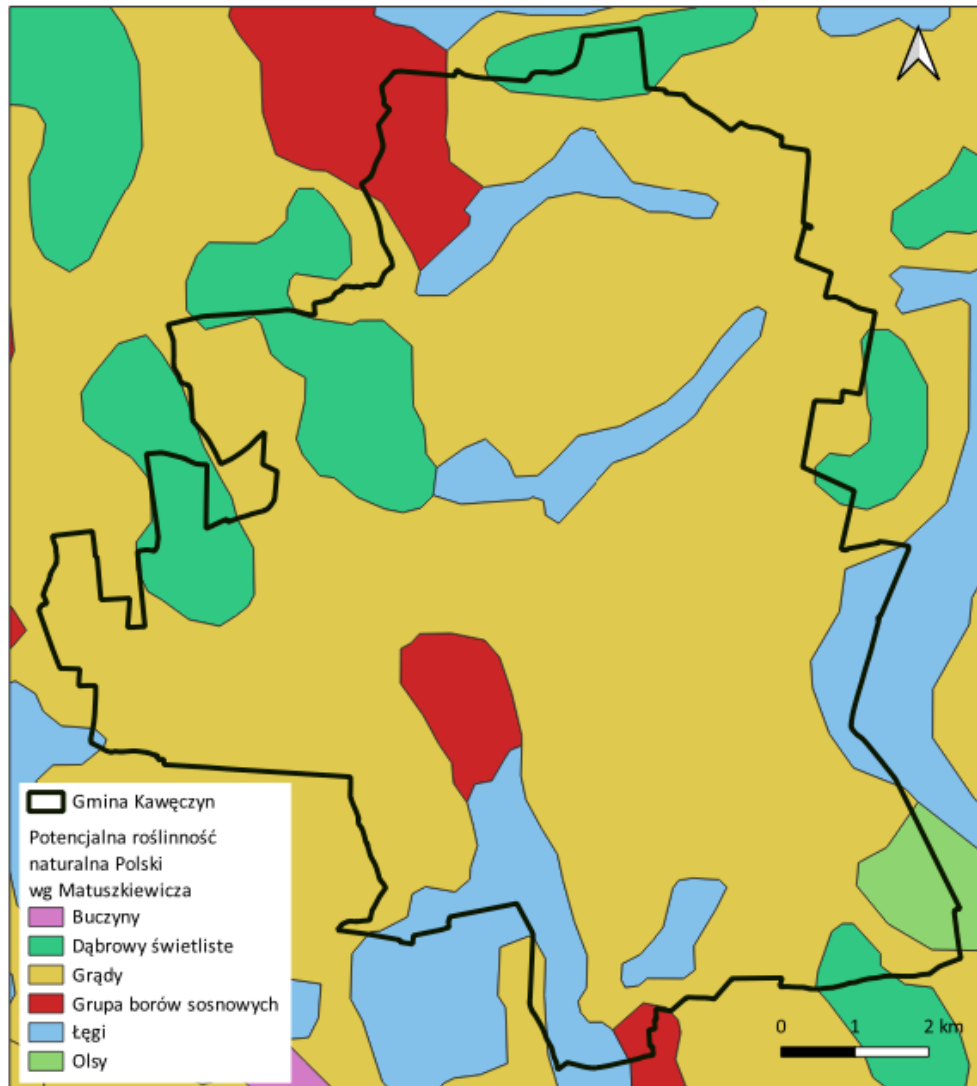 Gmina Kawęczyn
Potencjalna roślinność
naturalna Polski
wg Matuszkiewicza
Buczyny
Dąbrowy świetliste
Grądy
Grupa borów sosnowych
Łęgi
Olsy
0 1 2 km